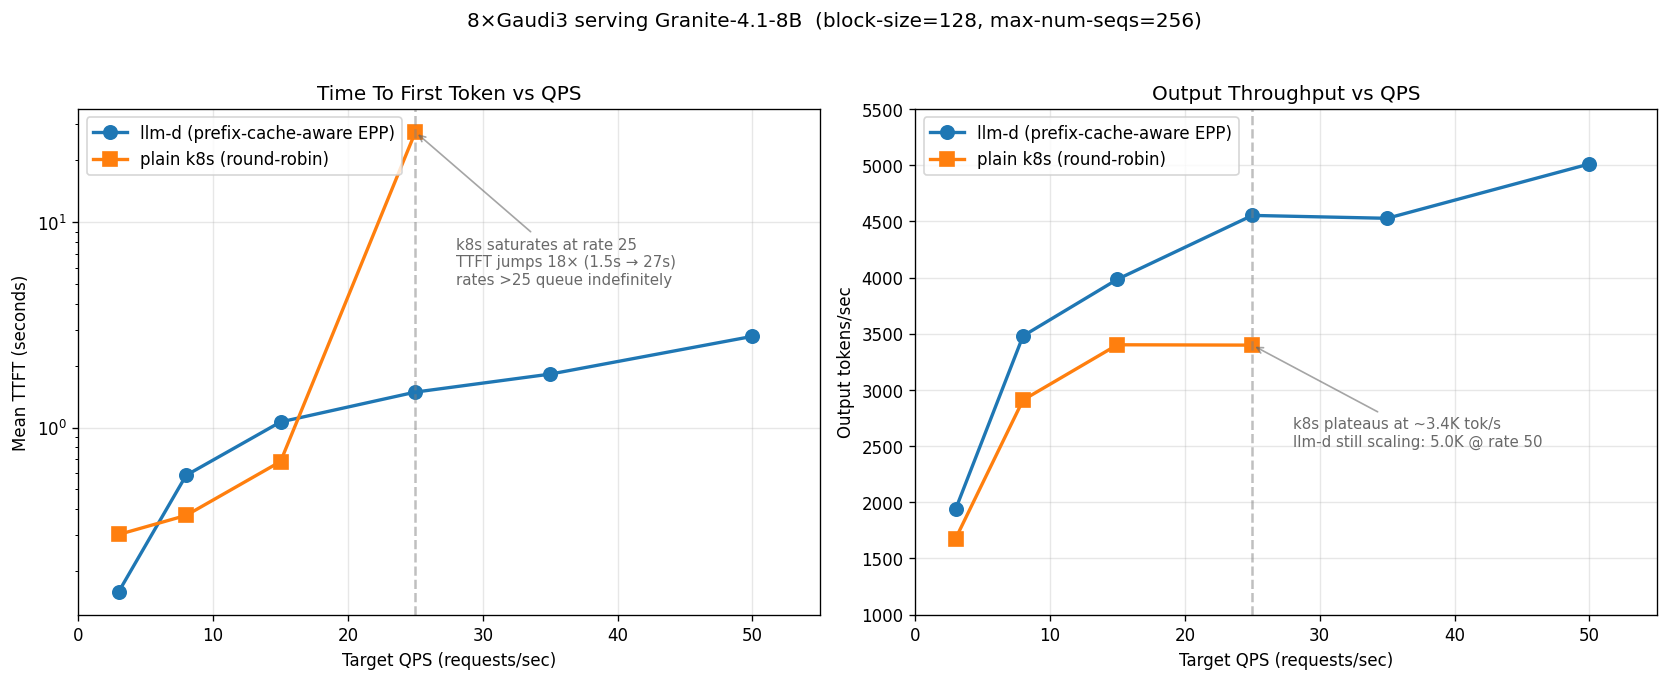 8×Gaudi3 serving Granite-4.1-8B (block-size=128, max-num-seqs=256)
Time To First Token vs QPS
llm-d (prefix-cache-aware EPP)
plain k8s (round-robin)
k8s saturates at rate 25
TTFT jumps 18× (1.5s → 27s)
rates >25 queue indefinitely
Mean TTFT (seconds)
10¹
10⁰
0 10 20 30 40 50
Target QPS (requests/sec)
Output Throughput vs QPS
llm-d (prefix-cache-aware EPP)
plain k8s (round-robin)
k8s plateaus at ~3.4K tok/s
llm-d still scaling: 5.0K @ rate 50
Output tokens/sec
5500
5000
4500
4000
3500
3000
2500
2000
1500
1000
0 10 20 30 40 50
Target QPS (requests/sec)